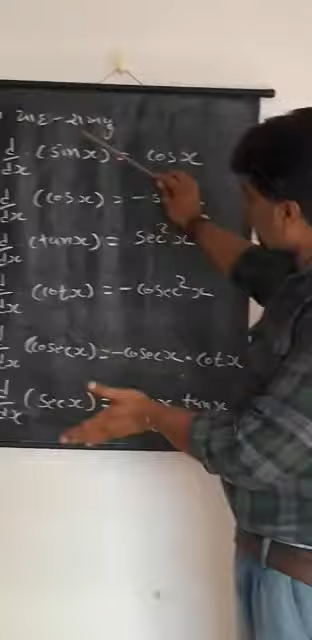 d/dx (sinx) = cosx
d/dx (cosx) = -s
d/dx (tanx) = sec²x
d/dx (cotx) = -cosec²x
d/dx (cosecx) = -cosecx · cotx
d/dx (secx) = x tanx